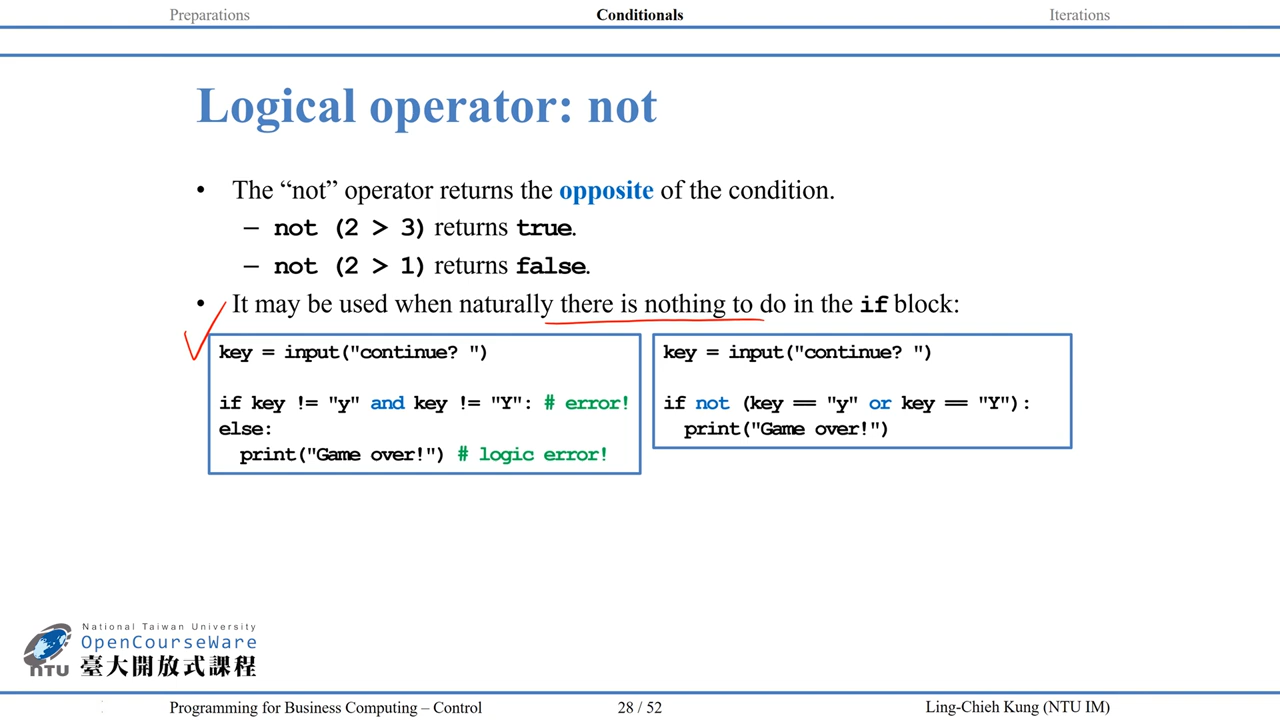 Preparations
Conditionals
Iterations
Logical operator: not
• The “not” operator returns the opposite of the condition.
– not (2 > 3) returns true.
– not (2 > 1) returns false.
• It may be used when naturally there is nothing to do in the if block:
key = input("continue? ")
if key != "y" and key != "Y": # error!
else:
print("Game over!") # logic error!
key = input("continue? ")
if not (key == "y" or key == "Y"):
print("Game over!")
National Taiwan University
OpenCourseWare
NTU 臺大開放式課程
Programming for Business Computing – Control
28 / 52
Ling-Chieh Kung (NTU IM)